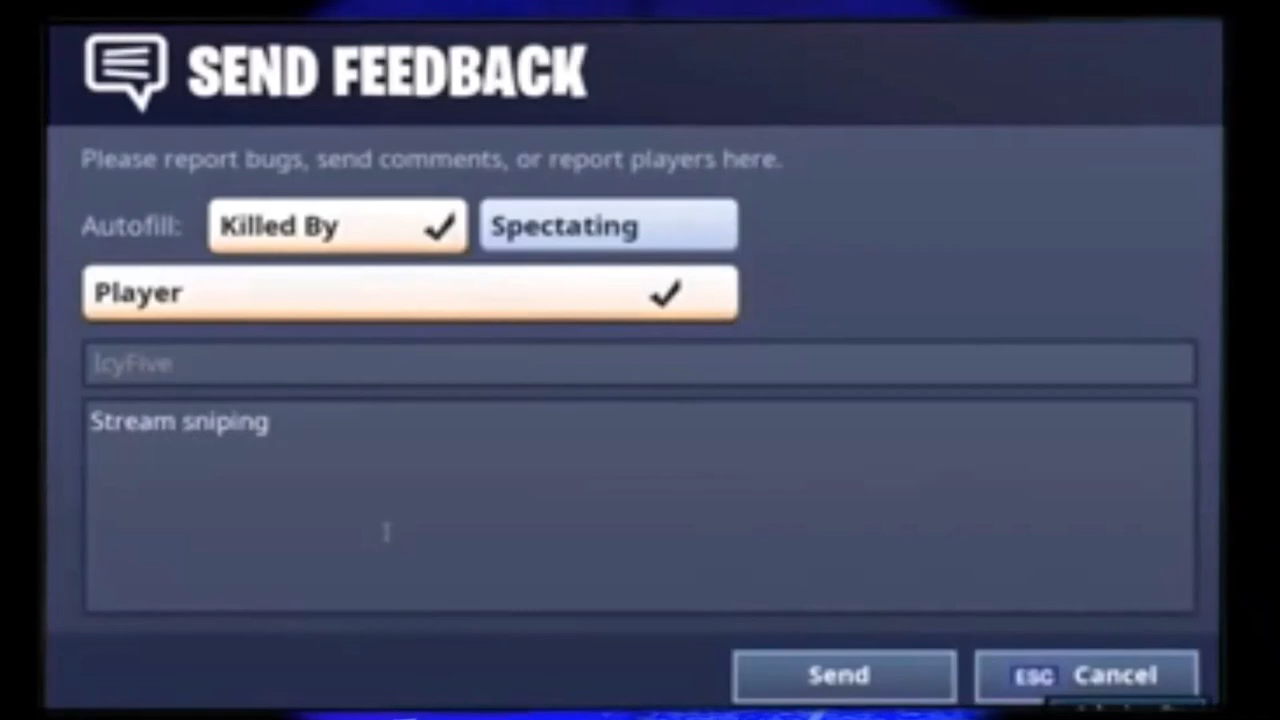 SEND FEEDBACK
Please report bugs, send comments, or report players here.
Autofill: Killed By Spectating
Player
IcyFive
Stream sniping
Send ESC Cancel